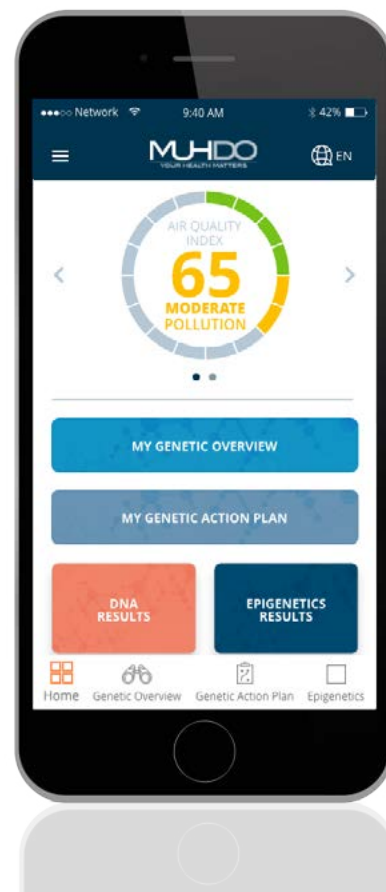 Network 9:40 AM 42%
MUHDO EN
YOUR HEALTH MATTERS
AIR QUALITY
INDEX
65
MODERATE
POLLUTION
MY GENETIC OVERVIEW
MY GENETIC ACTION PLAN
DNA
RESULTS
EPIGENETICS
RESULTS
Home Genetic Overview Genetic Action Plan Epigenetics